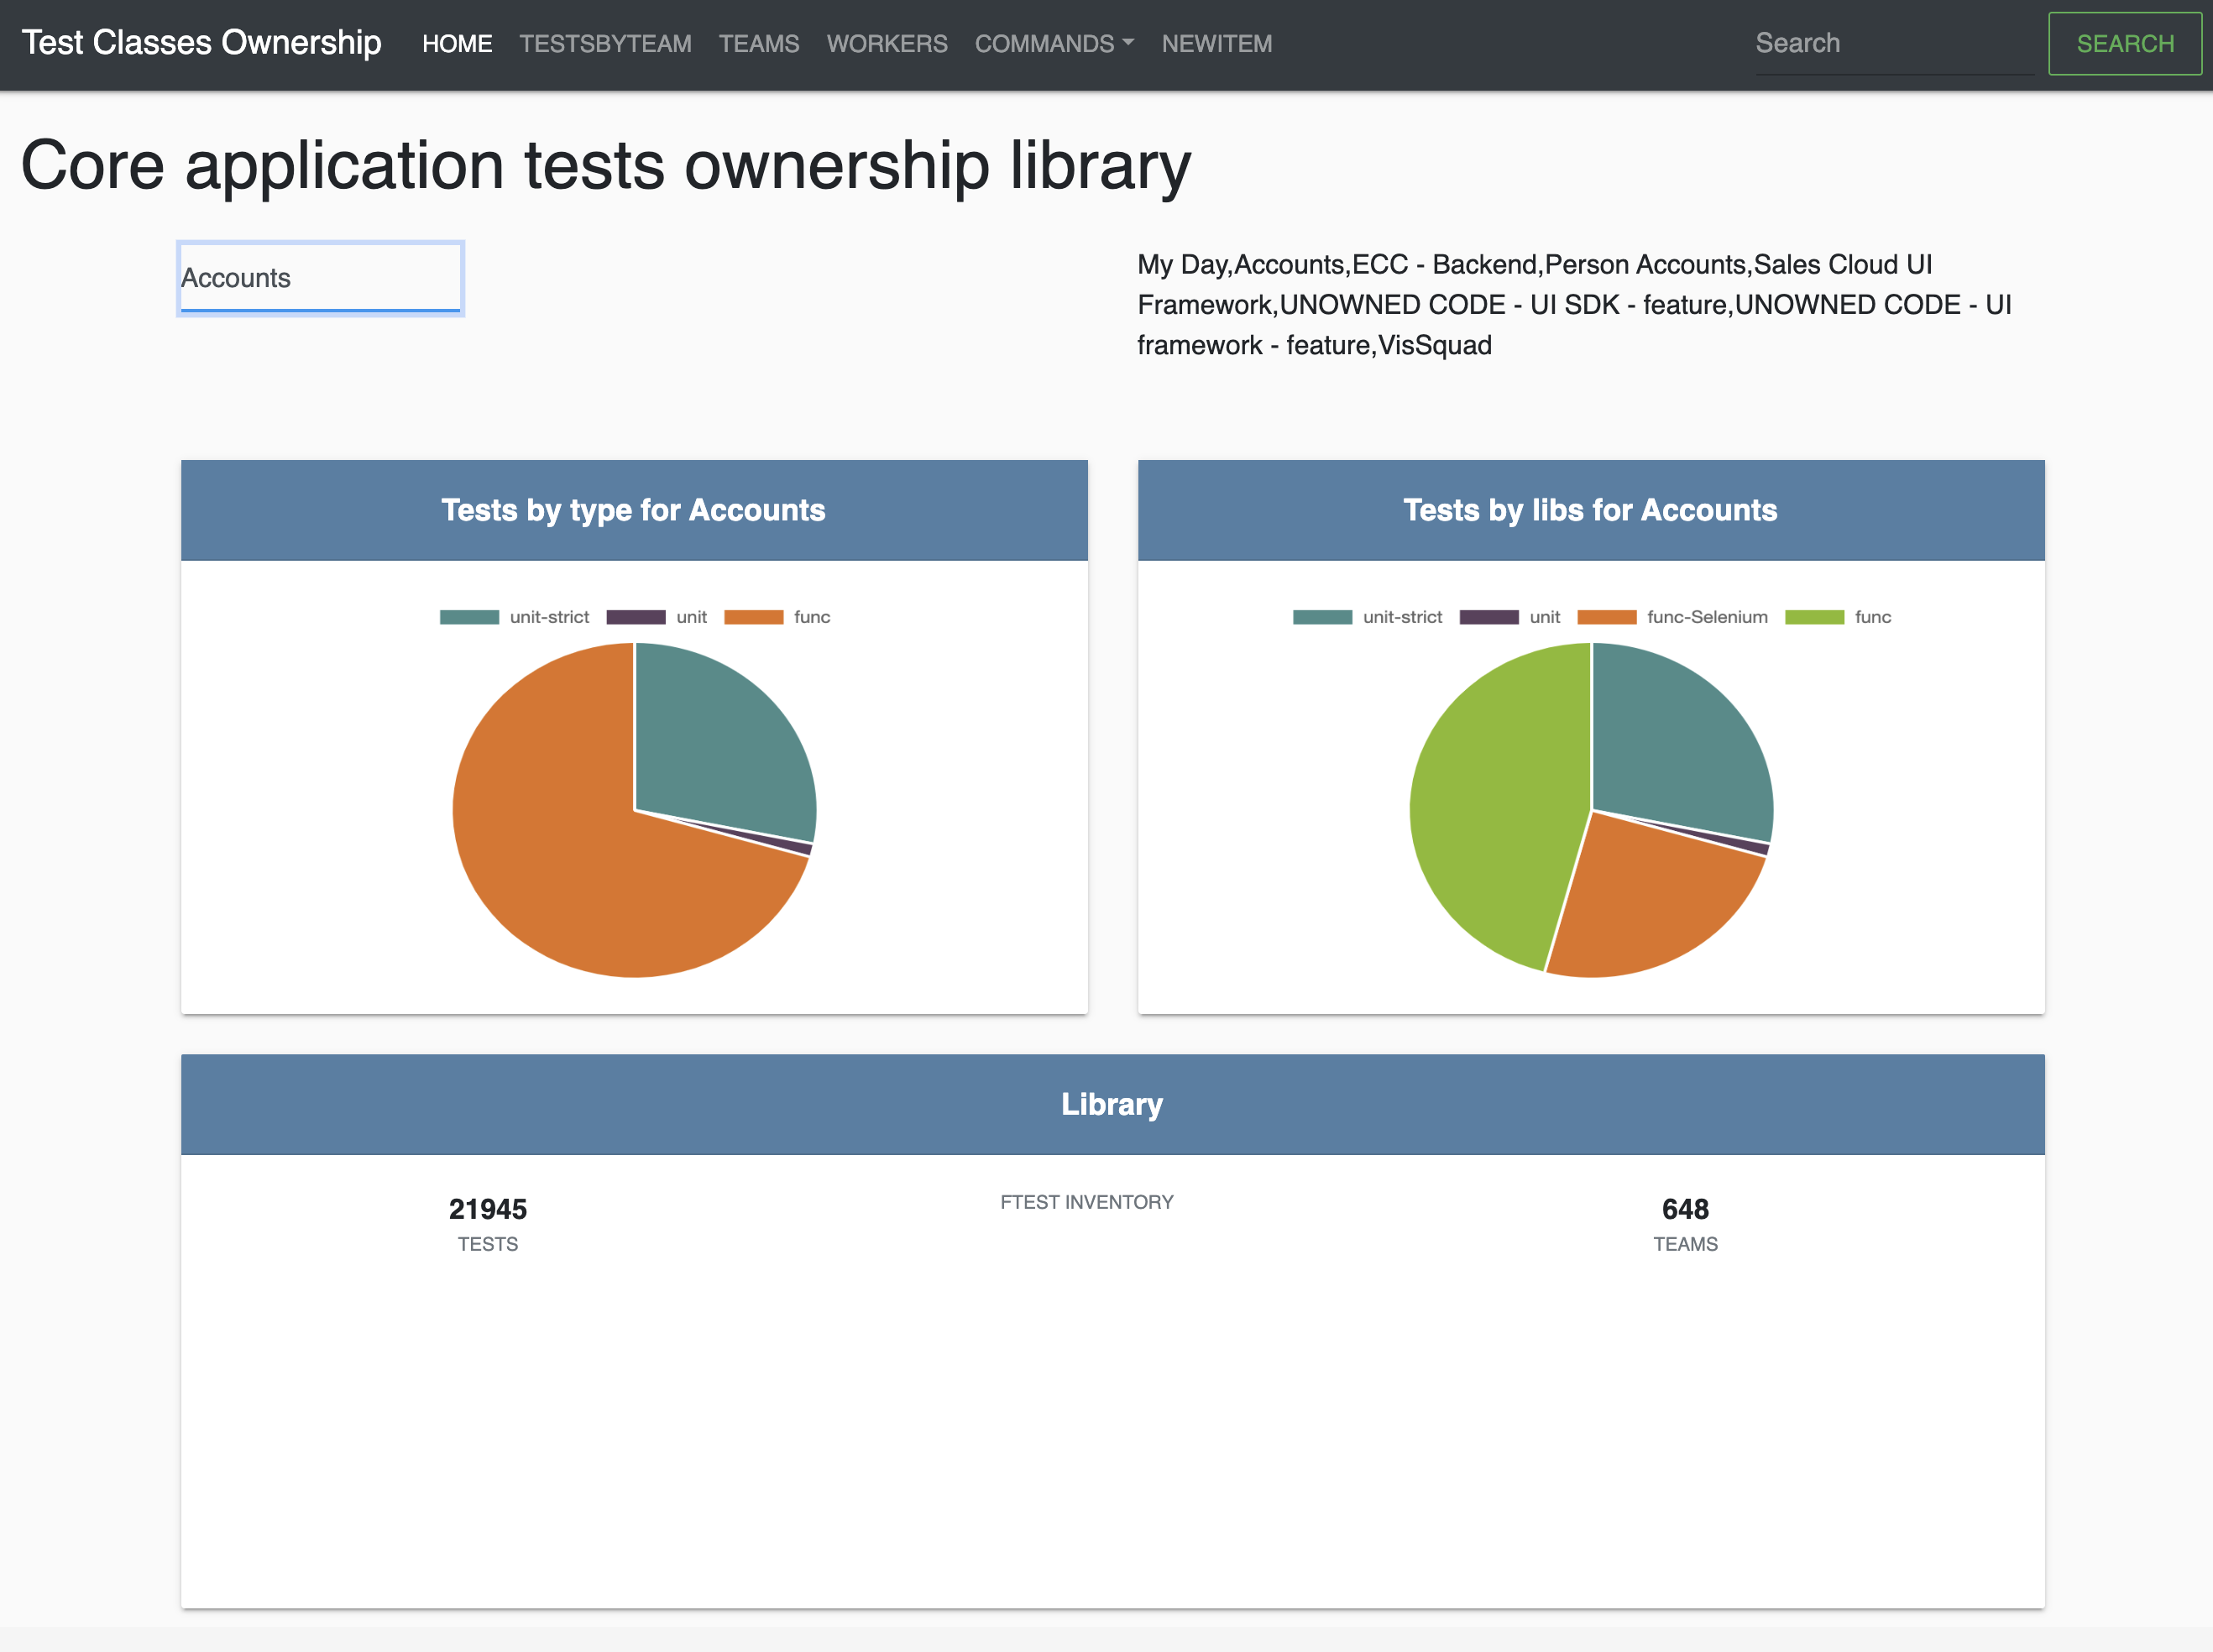 Test Classes Ownership HOME TESTSBYTEAM TEAMS WORKERS COMMANDS NEWITEM Search SEARCH
Core application tests ownership library
Accounts
My Day,Accounts,ECC - Backend,Person Accounts,Sales Cloud UI
Framework,UNOWNED CODE - UI SDK - feature,UNOWNED CODE - UI
framework - feature,VisSquad
Tests by type for Accounts
unit-strict unit func
Tests by libs for Accounts
unit-strict unit func-Selenium func
Library
21945
TESTS
FTEST INVENTORY
648
TEAMS